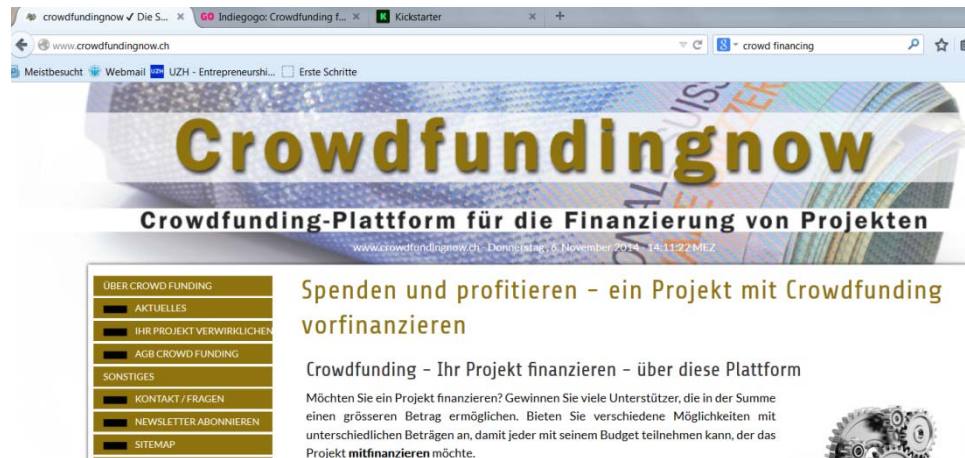 crowdfundingnow ✓ Die S... × GO Indiegogo: Crowdfunding f... × K Kickstarter × +
www.crowdfundingnow.ch 8 crowd financing
Meistbesucht Webmail UZH UZH - Entrepreneurshi... Erste Schritte
Crowdfundingnow
Crowdfunding-Plattform für die Finanzierung von Projekten
www.crowdfundingnow.ch - Donnerstag, 6. November 2014 - 14:11:22 MEZ
ÜBER CROWD FUNDING
AKTUELLES
IHR PROJEKT VERWIRKLICHEN
AGB CROWD FUNDING
SONSTIGES
KONTAKT / FRAGEN
NEWSLETTER ABONNIEREN
SITEMAP
Spenden und profitieren – ein Projekt mit Crowdfunding
vorfinanzieren
Crowdfunding – Ihr Projekt finanzieren – über diese Plattform
Möchten Sie ein Projekt finanzieren? Gewinnen Sie viele Unterstützer, die in der Summe
einen grösseren Betrag ermöglichen. Bieten Sie verschiedene Möglichkeiten mit
unterschiedlichen Beträgen an, damit jeder mit seinem Budget teilnehmen kann, der das
Projekt mitfinanzieren möchte.